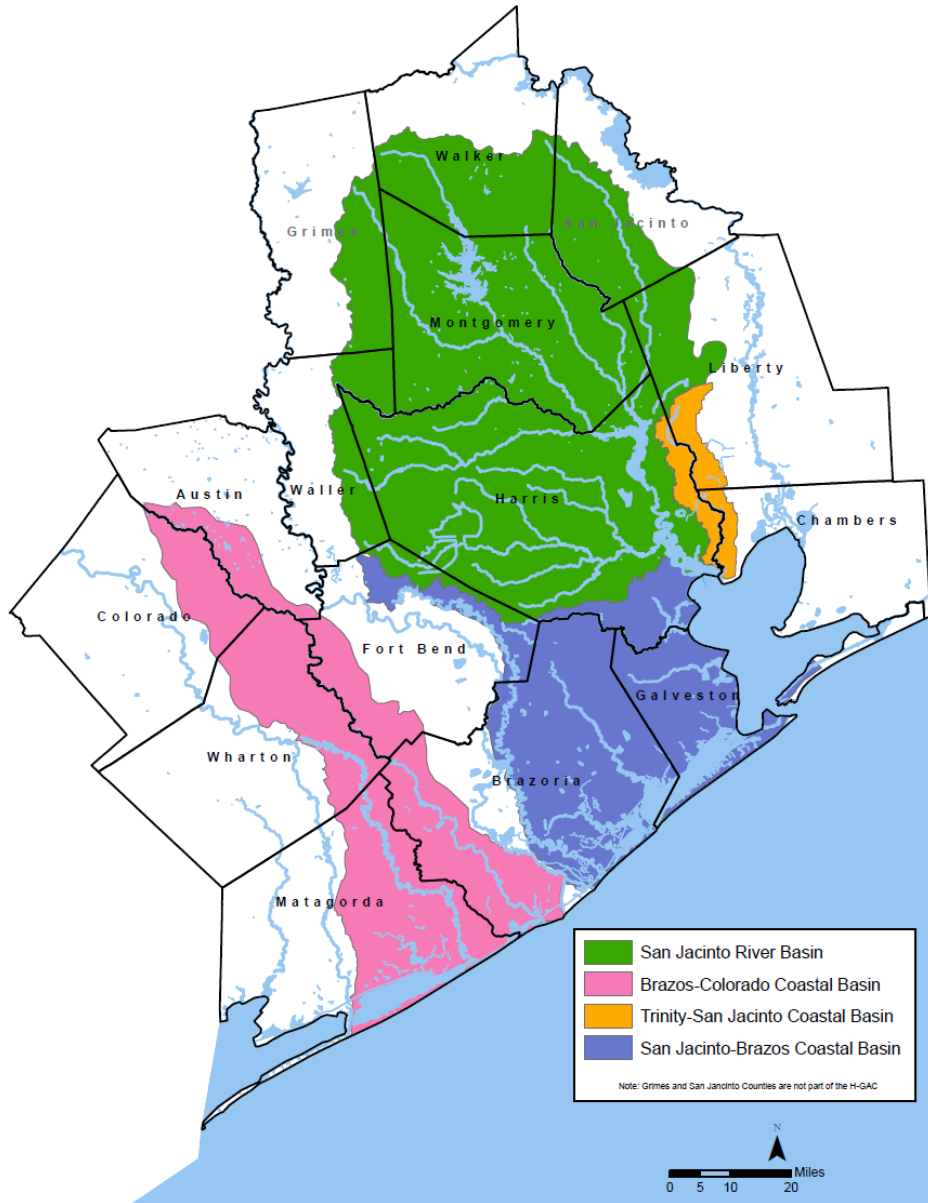 Walker
San Jacinto
Grimes
Montgomery
Liberty
Austin
Waller
Harris
Chambers
Colorado
Fort Bend
Galveston
Wharton
Brazoria
Matagorda
San Jacinto River Basin
Brazos-Colorado Coastal Basin
Trinity-San Jacinto Coastal Basin
San Jacinto-Brazos Coastal Basin
Note: Grimes and San Jancinto Counties are not part of the H-GAC
N
Miles
0 5 10 20